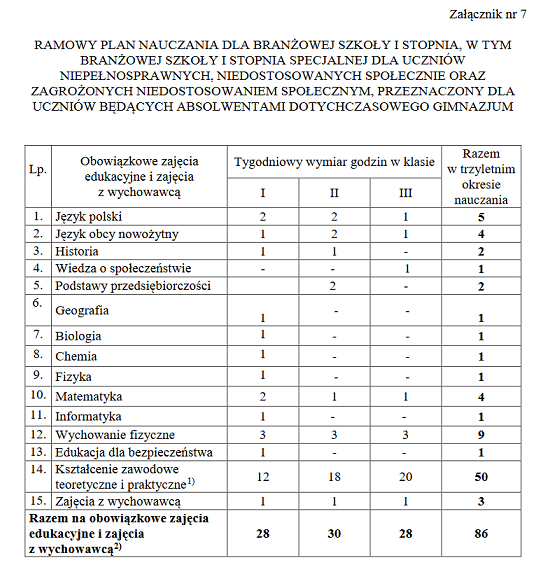 Załącznik nr 7
RAMOWY PLAN NAUCZANIA DLA BRANŻOWEJ SZKOŁY I STOPNIA, W TYM
BRANŻOWEJ SZKOŁY I STOPNIA SPECJALNEJ DLA UCZNIÓW
NIEPEŁNOSPRAWNYCH, NIEDOSTOSOWANYCH SPOŁECZNIE ORAZ
ZAGROŻONYCH NIEDOSTOSOWANIEM SPOŁECZNYM, PRZEZNACZONY DLA
UCZNIÓW BĘDĄCYCH ABSOLWENTAMI DOTYCHCZASOWEGO GIMNAZJUM
Lp.
Obowiązkowe zajęcia
edukacyjne i zajęcia
z wychowawcą
Tygodniowy wymiar godzin w klasie
I II III
Razem
w trzyletnim
okresie
nauczania
1. Język polski 2 2 1 5
2. Język obcy nowożytny 1 2 1 4
3. Historia 1 1 - 2
4. Wiedza o społeczeństwie - - 1 1
5. Podstawy przedsiębiorczości 2 - 2
6. Geografia 1 - - 1
7. Biologia 1 - - 1
8. Chemia 1 - - 1
9. Fizyka 1 - - 1
10. Matematyka 2 1 1 4
11. Informatyka 1 - - 1
12. Wychowanie fizyczne 3 3 3 9
13. Edukacja dla bezpieczeństwa 1 - - 1
14. Kształcenie zawodowe
teoretyczne i praktyczne1) 12 18 20 50
15. Zajęcia z wychowawcą 1 1 1 3
Razem na obowiązkowe zajęcia
edukacyjne i zajęcia
z wychowawcą2) 28 30 28 86